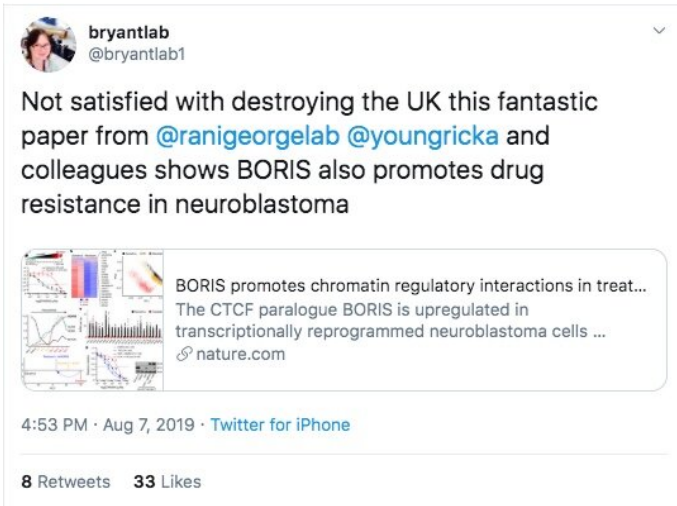 bryantlab
@bryantlab1
Not satisfied with destroying the UK this fantastic
paper from @ranigeorgelab @youngricka and
colleagues shows BORIS also promotes drug
resistance in neuroblastoma
BORIS promotes chromatin regulatory interactions in treat...
The CTCF paralogue BORIS is upregulated in
transcriptionally reprogrammed neuroblastoma cells ...
nature.com
4:53 PM · Aug 7, 2019 · Twitter for iPhone
8 Retweets 33 Likes